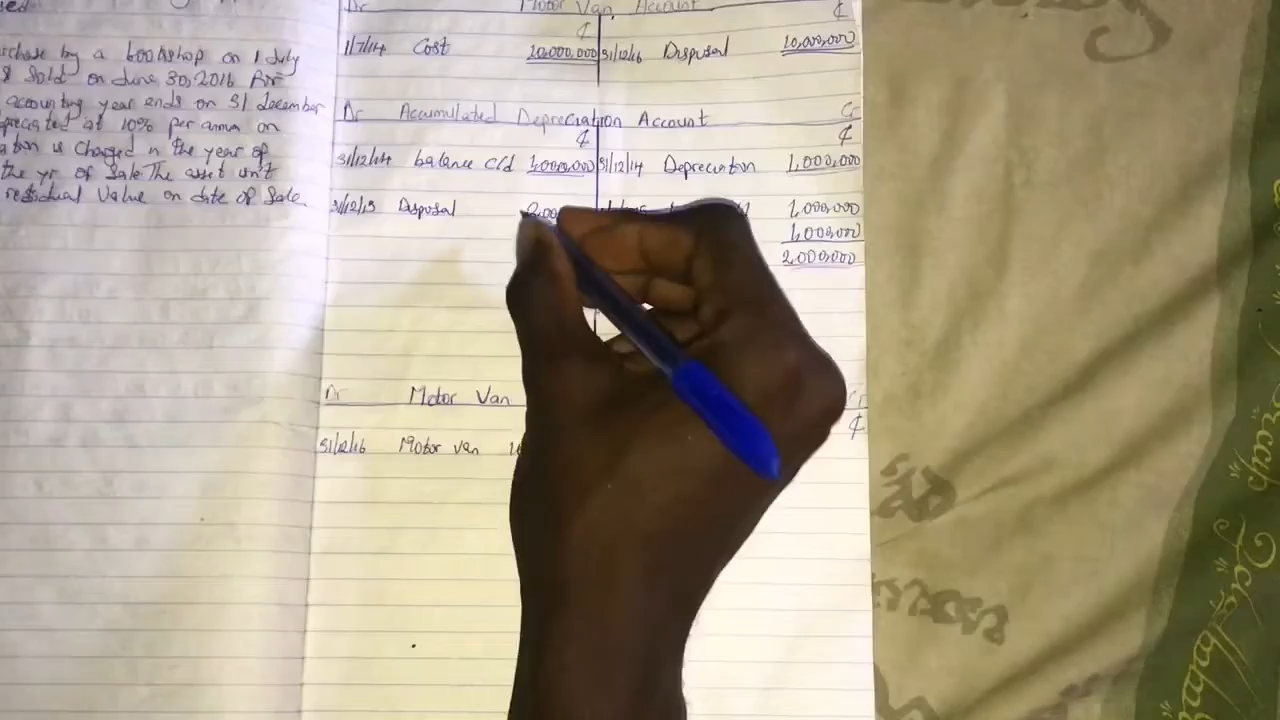 sed.
rchase by a bookshop on 1 July
& Sold on June 30, 2016 for
accounting year ends on 31 december
preciated at 10% per annum on
ation is charged in the year of
the yr of Sale. The asset isn't
residual Value on date of Sale.
Dr Motor Van Account ₵
₵
1/7/14 Cost 10,000,000 31/12/16 Disposal 10,000,000
Dr Accumulated Depreciation Account Cr
₵ ₵
31/12/14 balance c/d 1,000,000 31/12/14 Depreciation 1,000,000
31/12/15 Disposal 1,000,000
1,000,000
2,000,000
Dr Motor Van Cr
₵
31/12/16 Motor van